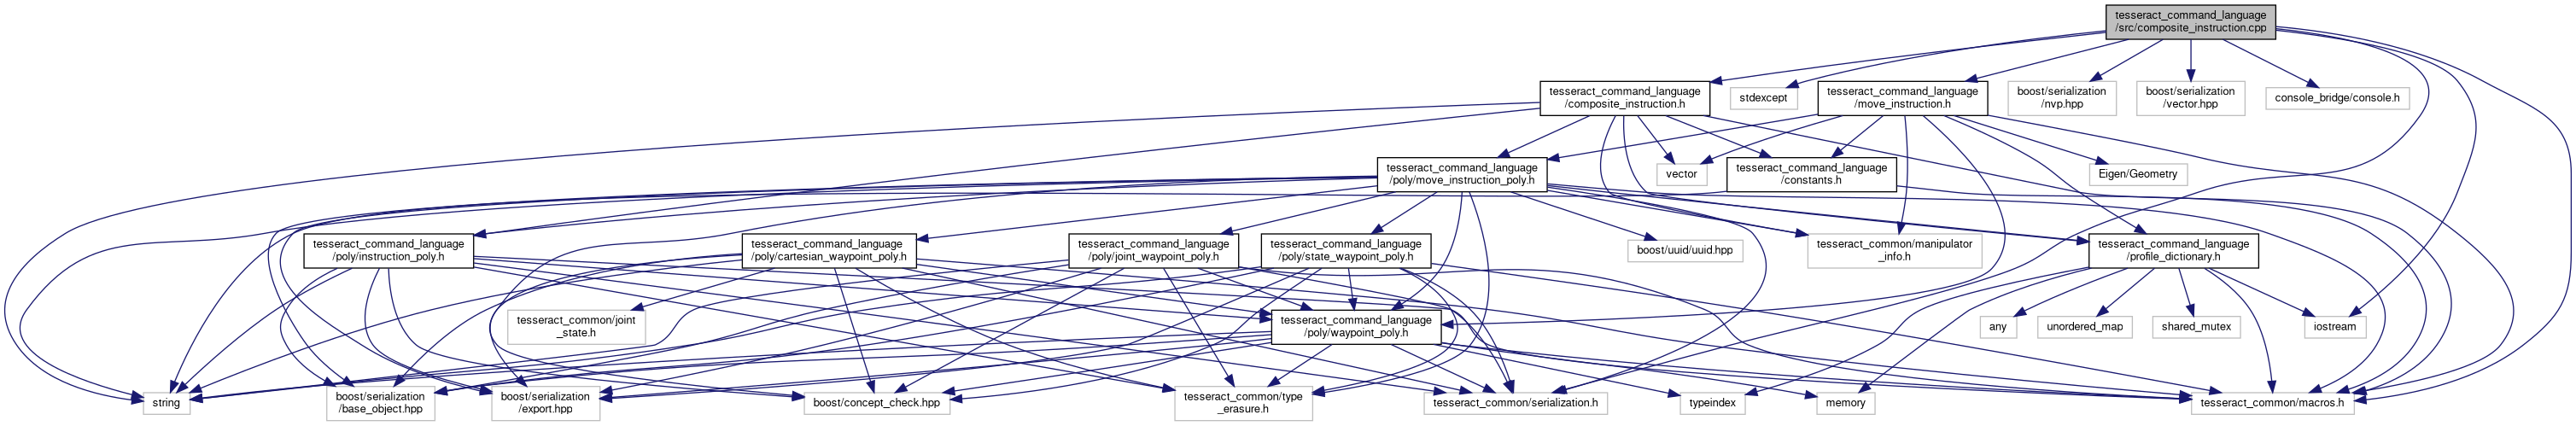 tesseract_command_language
/src/composite_instruction.cpp
tesseract_command_language
/composite_instruction.h
stdexcept
tesseract_command_language
/move_instruction.h
boost/serialization
/nvp.hpp
boost/serialization
/vector.hpp
console_bridge/console.h
tesseract_command_language
/poly/move_instruction_poly.h
vector
tesseract_command_language
/constants.h
Eigen/Geometry
tesseract_command_language
/poly/instruction_poly.h
tesseract_command_language
/poly/cartesian_waypoint_poly.h
tesseract_command_language
/poly/joint_waypoint_poly.h
tesseract_command_language
/poly/state_waypoint_poly.h
boost/uuid/uuid.hpp
tesseract_common/manipulator
_info.h
tesseract_command_language
/profile_dictionary.h
tesseract_common/joint
_state.h
tesseract_command_language
/poly/waypoint_poly.h
any
unordered_map
shared_mutex
iostream
string
boost/serialization
/base_object.hpp
boost/serialization
/export.hpp
boost/concept_check.hpp
tesseract_common/type
_erasure.h
tesseract_common/serialization.h
typeindex
memory
tesseract_common/macros.h